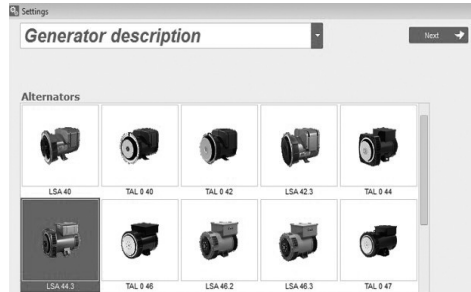 Settings
Generator description
Next
Alternators
LSA 40
TAL 0 40
TAL 0 42
LSA 42.3
TAL 0 44
LSA 44.3
TAL 0 46
LSA 46.2
LSA 46.3
TAL 0 47